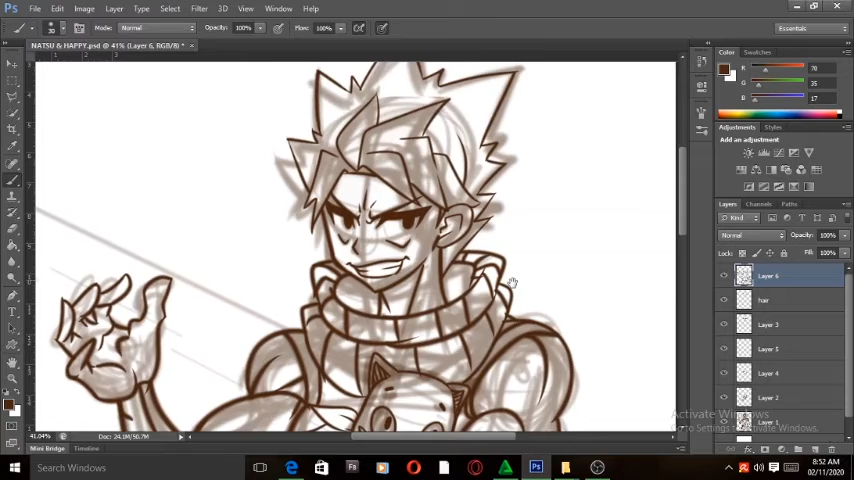 Ps File Edit Image Layer Type Select Filter 3D View Window Help
30 Mode: Normal Opacity: 100% Flow: 100% Essentials
NATSU & HAPPY.psd @ 41% (Layer 6, RGB/8) * ×
Color Swatches
R 70
G 35
B 17
Adjustments Styles
Add an adjustment
Layers Channels Paths
Kind
Normal Opacity: 100%
Lock: Fill: 100%
Layer 6
hair
Layer 3
Layer 5
Layer 4
Layer 2
Layer 1
Activate Windows
Go to Settings to activate Windows.
41.04% Doc: 24.1M/50.7M
Mini Bridge Timeline
Search Windows
8:52 AM
02/11/2020